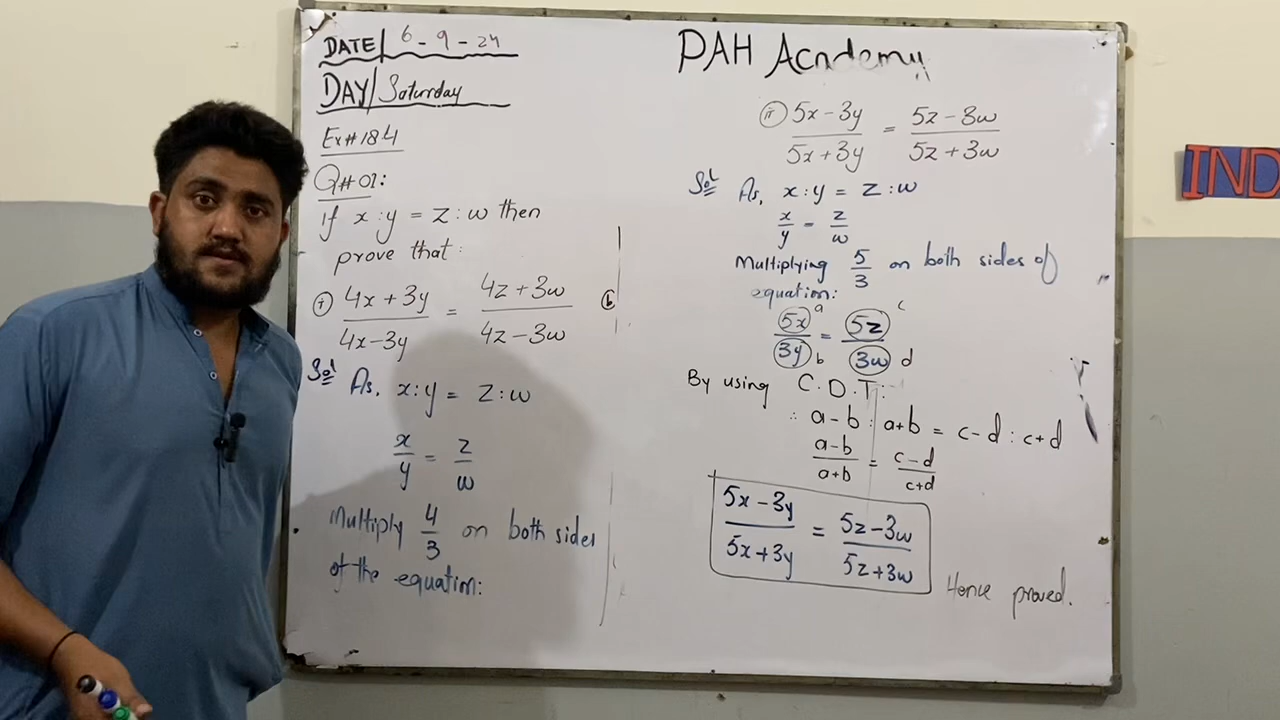 DATE/ 6-9-24
DAY/ Saturday
Ex# 18.4
Q# 01:
If x:y = z:w then
prove that:
(i) (4x+3y)/(4x-3y) = (4z+3w)/(4z-3w)
Sol As, x:y = z:w
x/y = z/w
Multiply 4/3 on both sides
of the equation:
PAH Academy
(ii) (5x-3y)/(5x+3y) = (5z-3w)/(5z+3w)
Sol As, x:y = z:w
x/y = z/w
Multiplying 5/3 on both sides of
equation:
5x a / 3y b = 5z c / 3w d
By using C.D.T:
∵ a-b : a+b = c-d : c+d
(a-b)/(a+b) = (c-d)/(c+d)
(5x-3y)/(5x+3y) = (5z-3w)/(5z+3w)
Hence proved.
IND